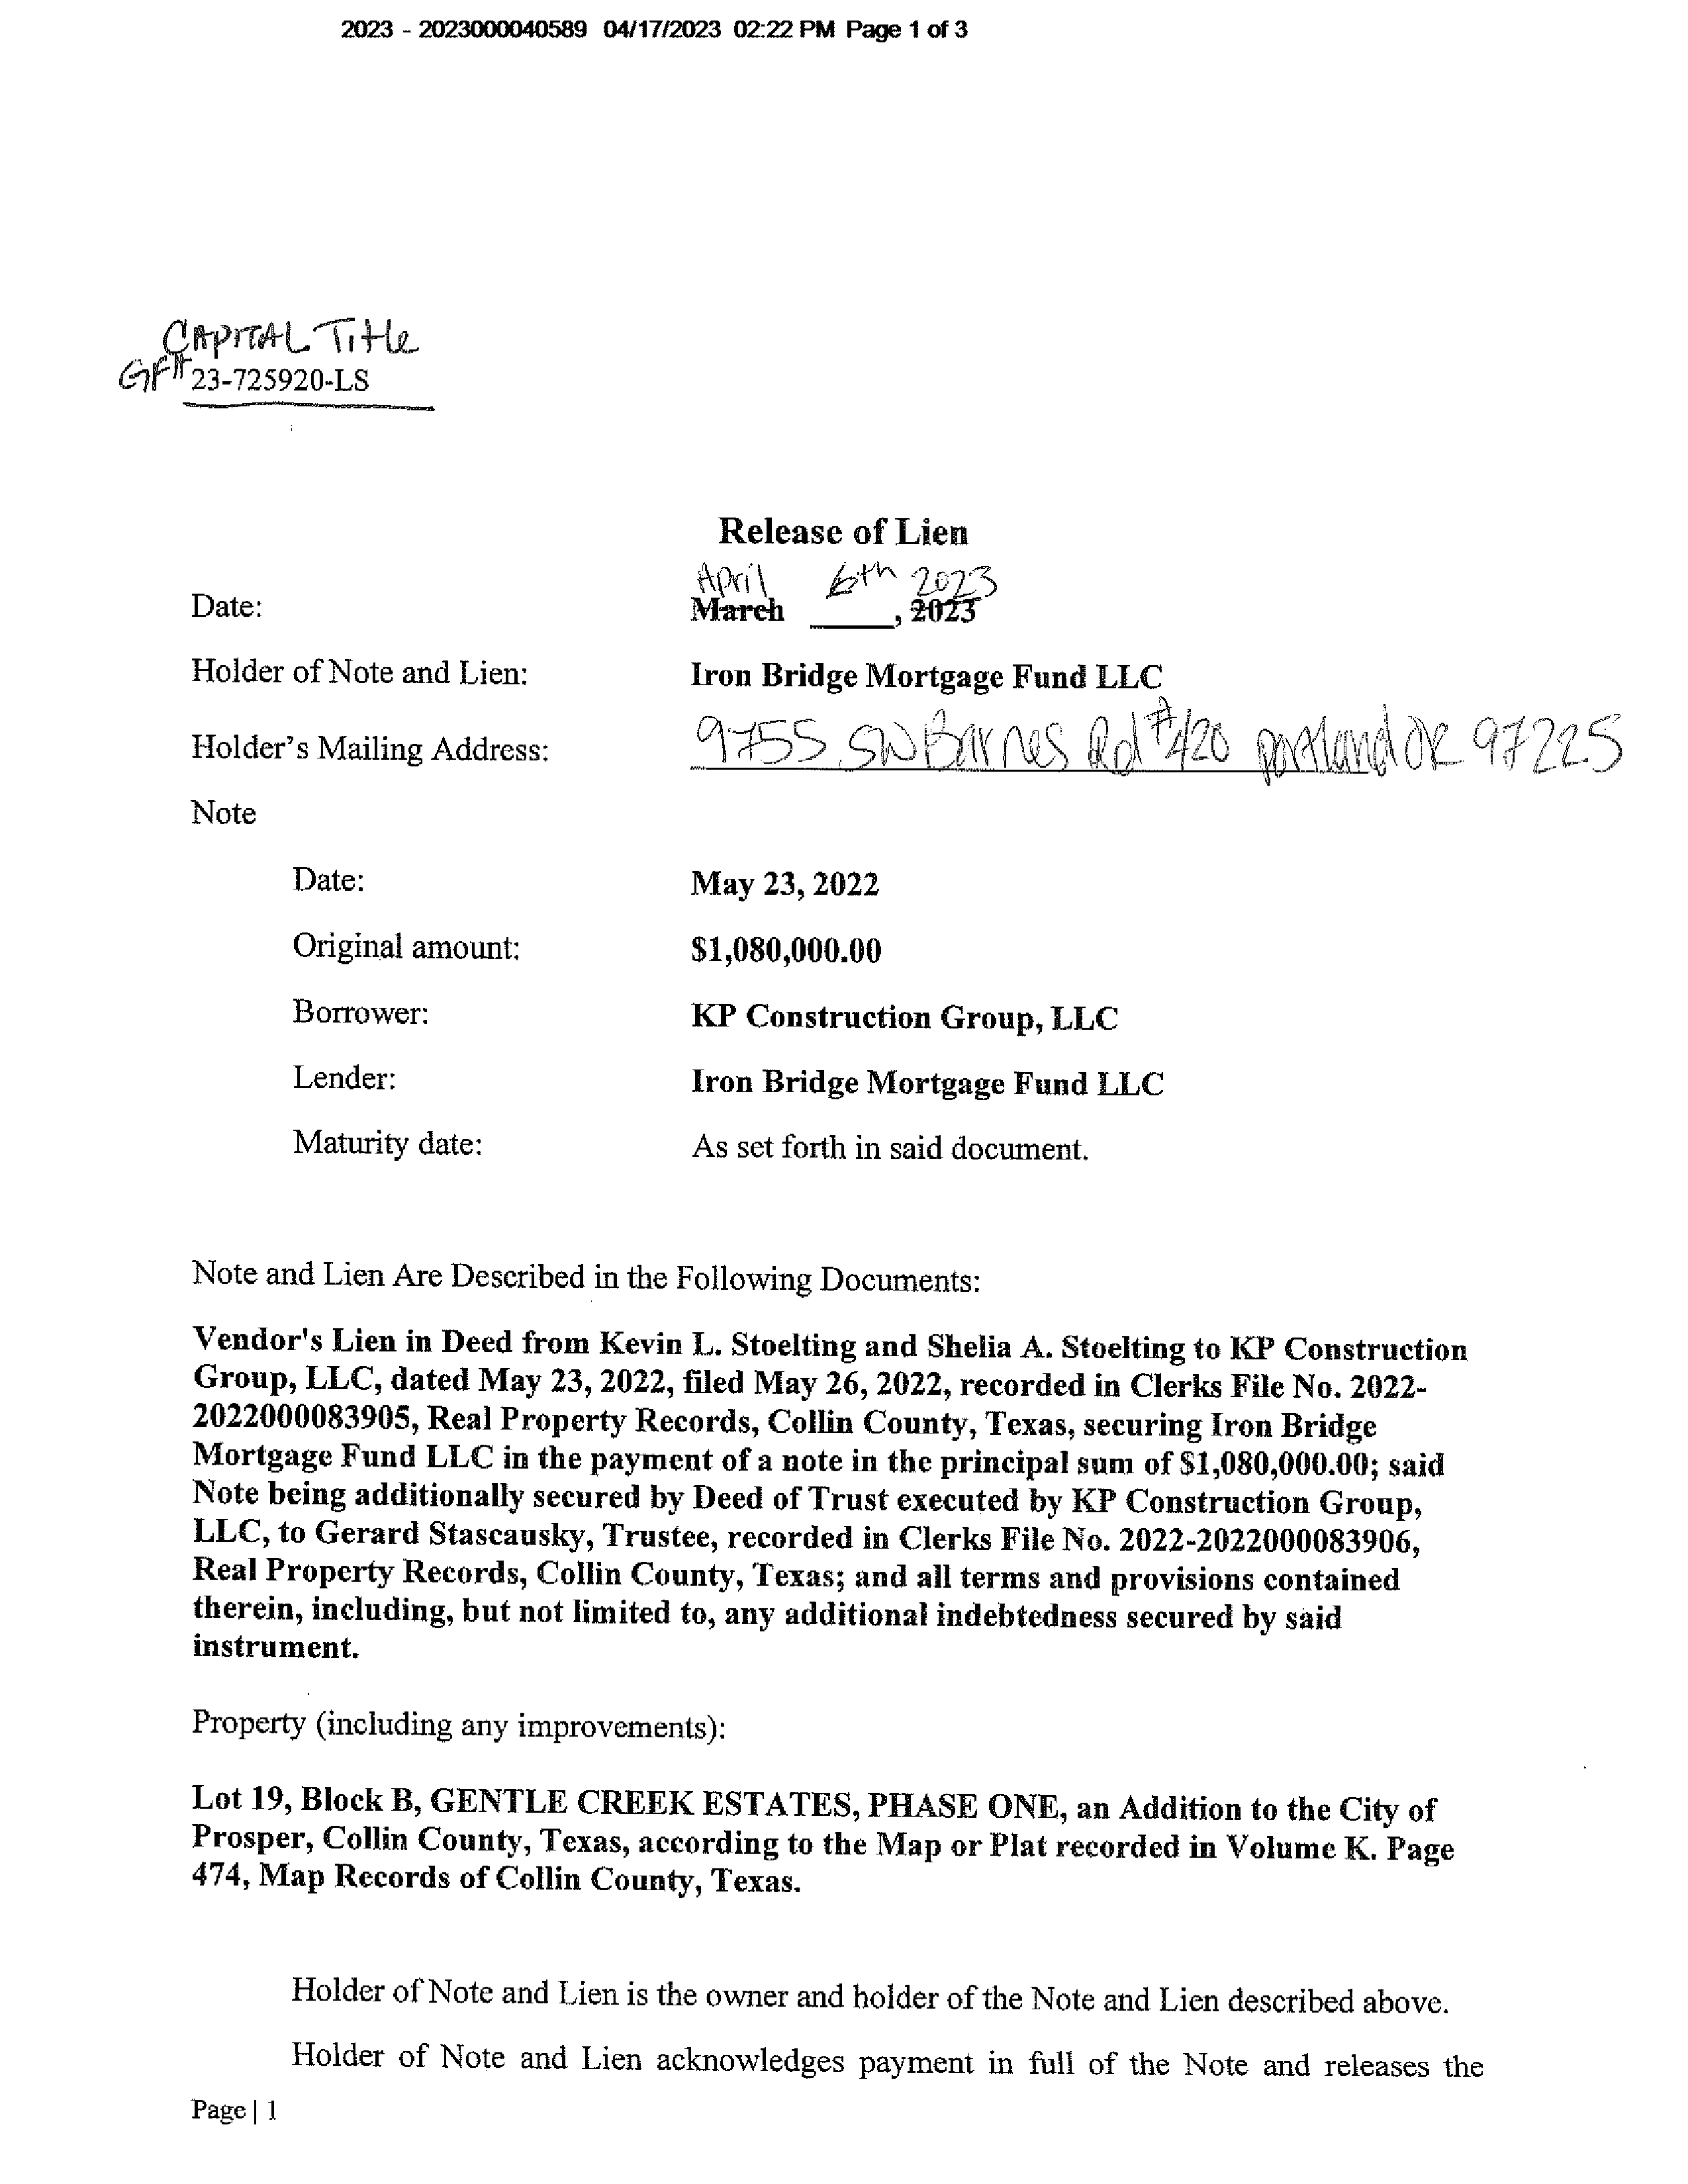 2023 - 2023000040589 04/17/2023 02:22 PM Page 1 of 3
CAPITAL Title
GF# 23-725920-LS
Release of Lien
April 6th 2023
Date: March ____, 2023
Holder of Note and Lien: Iron Bridge Mortgage Fund LLC
Holder's Mailing Address: 9755 SW Barnes Rd #420 portland OR 97225
Note
Date: May 23, 2022
Original amount: $1,080,000.00
Borrower: KP Construction Group, LLC
Lender: Iron Bridge Mortgage Fund LLC
Maturity date: As set forth in said document.
Note and Lien Are Described in the Following Documents:
Vendor's Lien in Deed from Kevin L. Stoelting and Shelia A. Stoelting to KP Construction
Group, LLC, dated May 23, 2022, filed May 26, 2022, recorded in Clerks File No. 2022-
2022000083905, Real Property Records, Collin County, Texas, securing Iron Bridge
Mortgage Fund LLC in the payment of a note in the principal sum of $1,080,000.00; said
Note being additionally secured by Deed of Trust executed by KP Construction Group,
LLC, to Gerard Stascausky, Trustee, recorded in Clerks File No. 2022-2022000083906,
Real Property Records, Collin County, Texas; and all terms and provisions contained
therein, including, but not limited to, any additional indebtedness secured by said
instrument.
Property (including any improvements):
Lot 19, Block B, GENTLE CREEK ESTATES, PHASE ONE, an Addition to the City of
Prosper, Collin County, Texas, according to the Map or Plat recorded in Volume K. Page
474, Map Records of Collin County, Texas.
Holder of Note and Lien is the owner and holder of the Note and Lien described above.
Holder of Note and Lien acknowledges payment in full of the Note and releases the
Page | 1